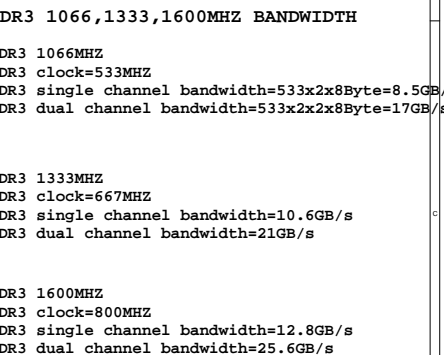 DR3 1066,1333,1600MHZ BANDWIDTH
DR3 1066MHZ
DR3 clock=533MHZ
DR3 single channel bandwidth=533x2x8Byte=8.5GB/
DR3 dual channel bandwidth=533x2x8Byte=17GB/s
DR3 1333MHZ
DR3 clock=667MHZ
DR3 single channel bandwidth=10.6GB/s
DR3 dual channel bandwidth=21GB/s
C
DR3 1600MHZ
DR3 clock=800MHZ
DR3 single channel bandwidth=12.8GB/s
DR3 dual channel bandwidth=25.6GB/s